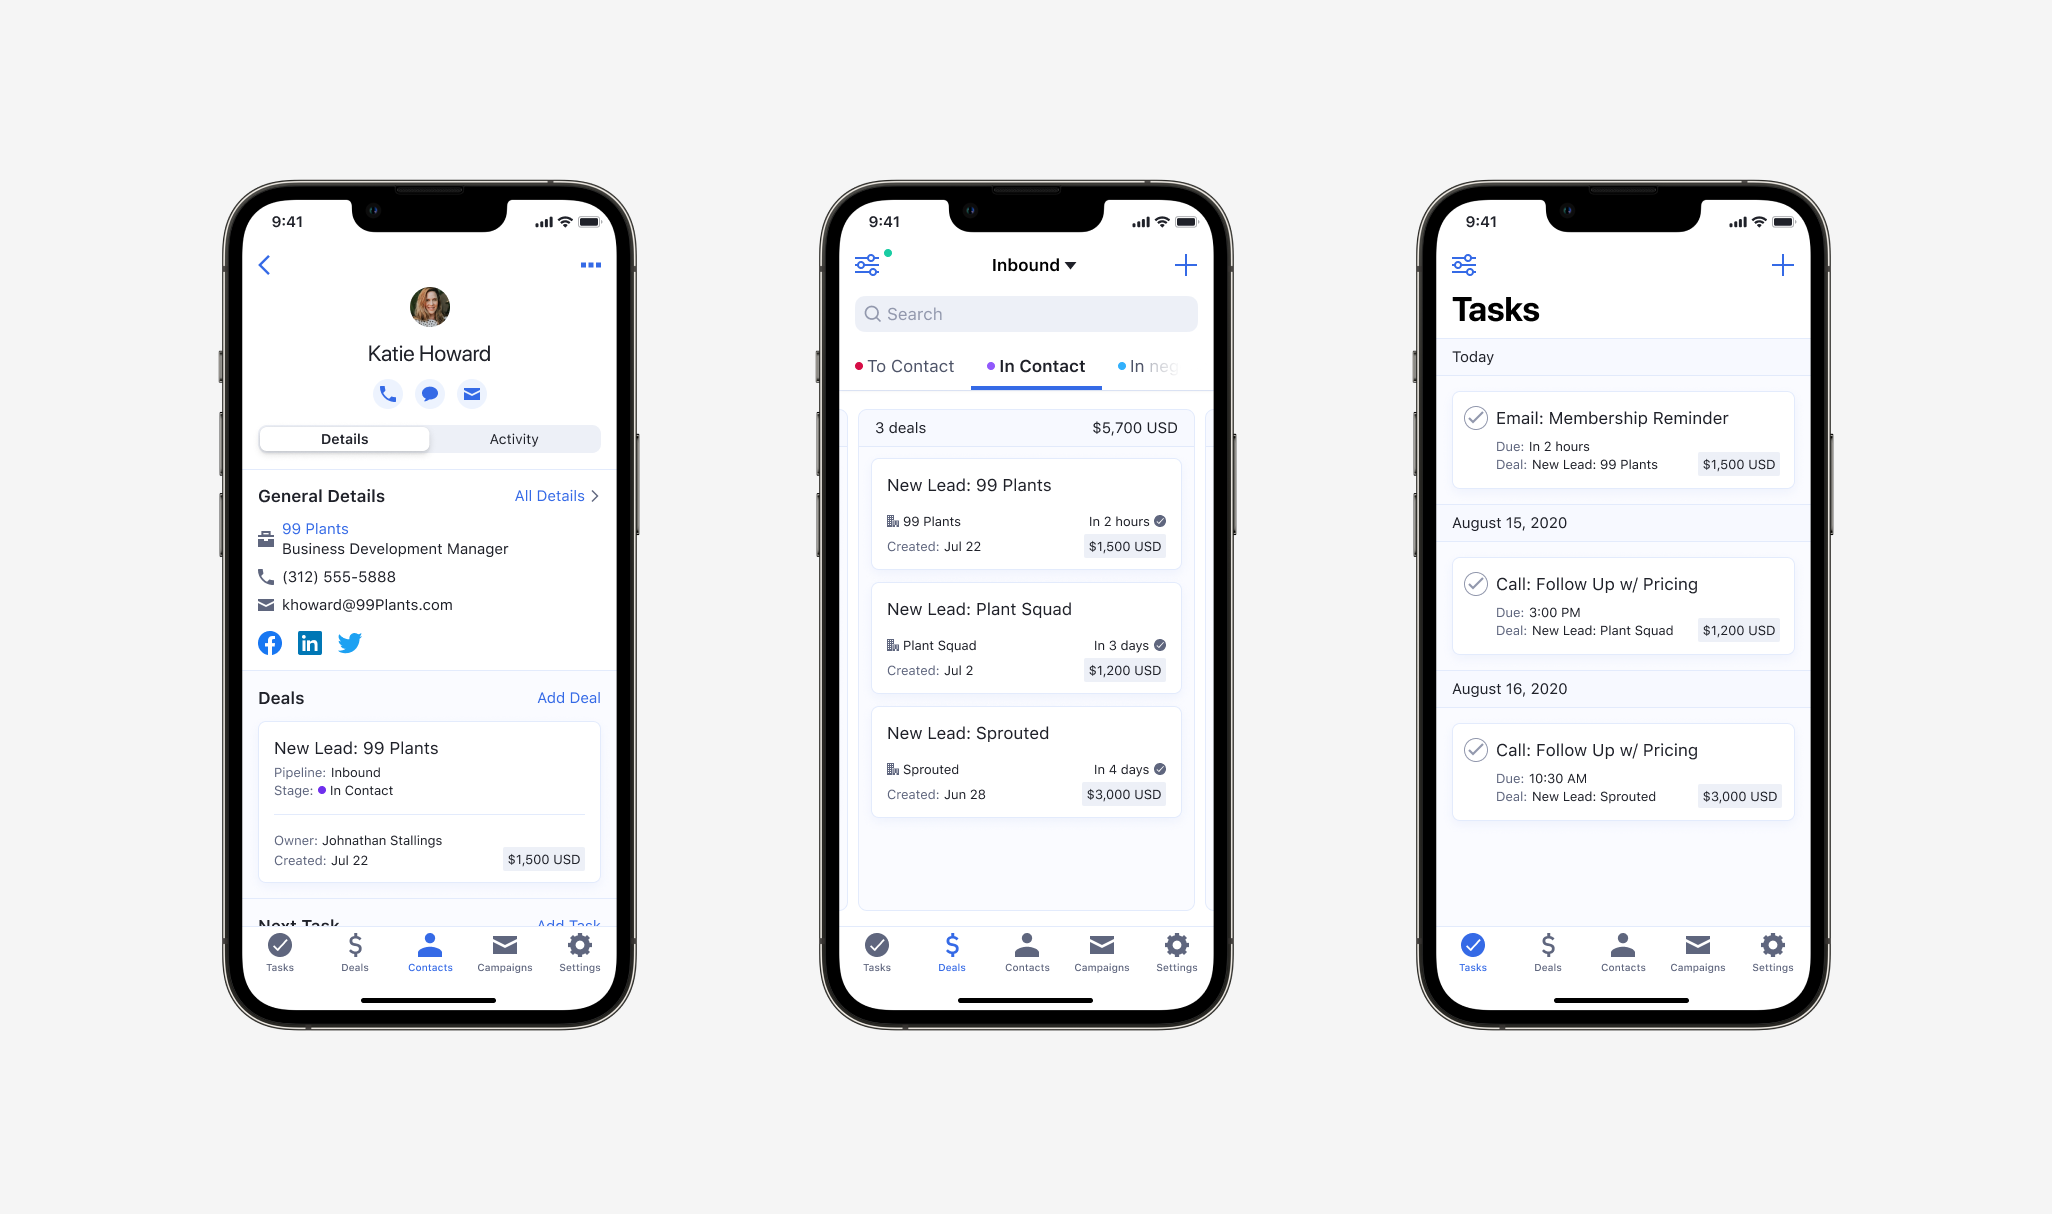 9:41
Katie Howard
Details
Activity
General Details
All Details
99 Plants
Business Development Manager
(312) 555-5888
khoward@99Plants.com
in
Deals
Add Deal
New Lead: 99 Plants
Pipeline: Inbound
Stage: In Contact
Owner: Johnathan Stallings
Created: Jul 22
$1,500 USD
Next Task
Add Task
Tasks
Deals
Contacts
Campaigns
Settings
9:41
Inbound
Search
To Contact
In Contact
In neg
3 deals
$5,700 USD
New Lead: 99 Plants
99 Plants
In 2 hours
Created: Jul 22
$1,500 USD
New Lead: Plant Squad
Plant Squad
In 3 days
Created: Jul 2
$1,200 USD
New Lead: Sprouted
Sprouted
In 4 days
Created: Jun 28
$3,000 USD
Tasks
Deals
Contacts
Campaigns
Settings
9:41
Tasks
Today
Email: Membership Reminder
Due: In 2 hours
Deal: New Lead: 99 Plants
$1,500 USD
August 15, 2020
Call: Follow Up w/ Pricing
Due: 3:00 PM
Deal: New Lead: Plant Squad
$1,200 USD
August 16, 2020
Call: Follow Up w/ Pricing
Due: 10:30 AM
Deal: New Lead: Sprouted
$3,000 USD
Tasks
Deals
Contacts
Campaigns
Settings